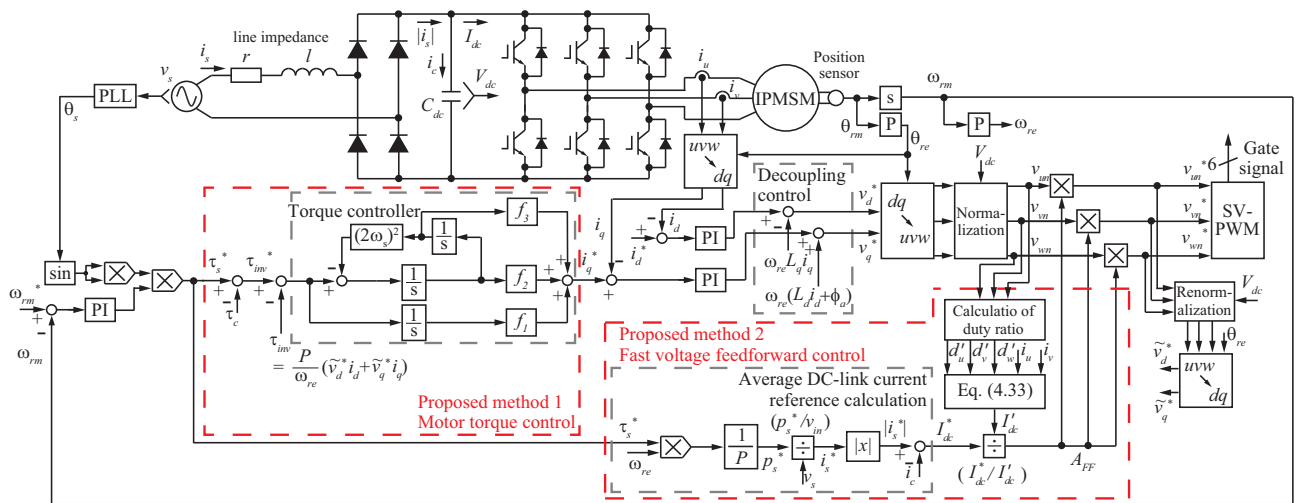 line impedance
i_s
r
l
v_s
PLL
θ_s
|i_s|
I_dc
i_c
V_dc
C_dc
i_u
i_v
IPMSM
Position
sensor
θ_rm
s
P
θ_re
ω_rm
P
ω_re
uvw
dq
Decoupling
control
v_d^*
v_q^*
dq
uvw
V_dc
Norma-
lization
v_un
v_vn
v_wn
v_un^*
v_vn^*
v_wn^*
6
Gate
signal
SV-
PWM
Torque controller
(2ω_s)^2
1/s
f_3
1/s
f_2
1/s
f_1
i_q
i_q^*
i_d
i_d^*
PI
PI
ω_re L_q i_q
ω_re(L_d i_d+ϕ_a)
sin
ω_rm^*
PI
ω_rm
τ_s^*
τ_c
τ_inv^*
τ_inv
= P/ω_re (ṽ_d^* i_d+ṽ_q^* i_q)
Proposed method 1
Motor torque control
Proposed method 2
Fast voltage feedforward control
Calculatio of
duty ratio
d'_u d'_v d'_w i_u i_v
Eq. (4.33)
Average DC-link current
reference calculation
τ_s^*
ω_re
1/P
p_s^*
(p_s^*/v_in)
÷
v_s
i_s^*
|x|
|i_s^*|
i_c
I_dc^*
I'_dc
÷
(I_dc^*/I'_dc)
A_FF
V_dc
Renorm-
alization
θ_re
uvw
dq
ṽ_d^*
ṽ_q^*